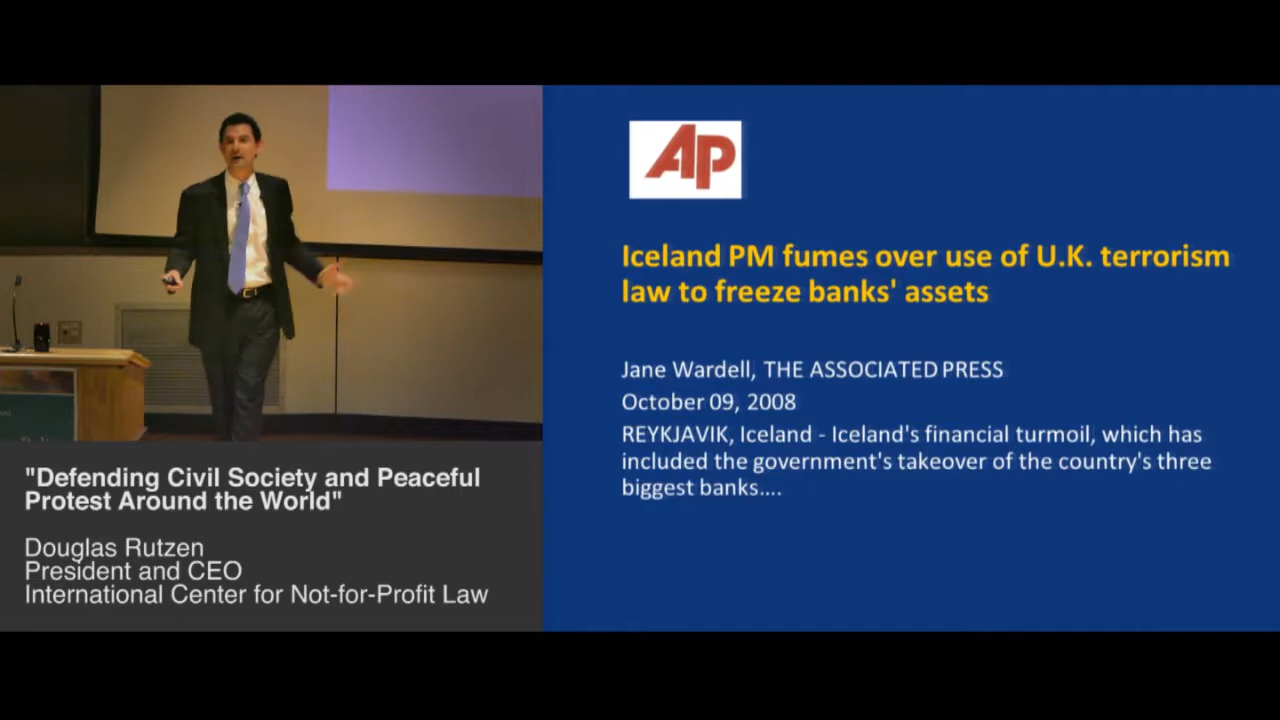 AP
Iceland PM fumes over use of U.K. terrorism
law to freeze banks' assets
Jane Wardell, THE ASSOCIATED PRESS
October 09, 2008
REYKJAVIK, Iceland - Iceland's financial turmoil, which has
included the government's takeover of the country's three
biggest banks....
"Defending Civil Society and Peaceful
Protest Around the World"
Douglas Rutzen
President and CEO
International Center for Not-for-Profit Law